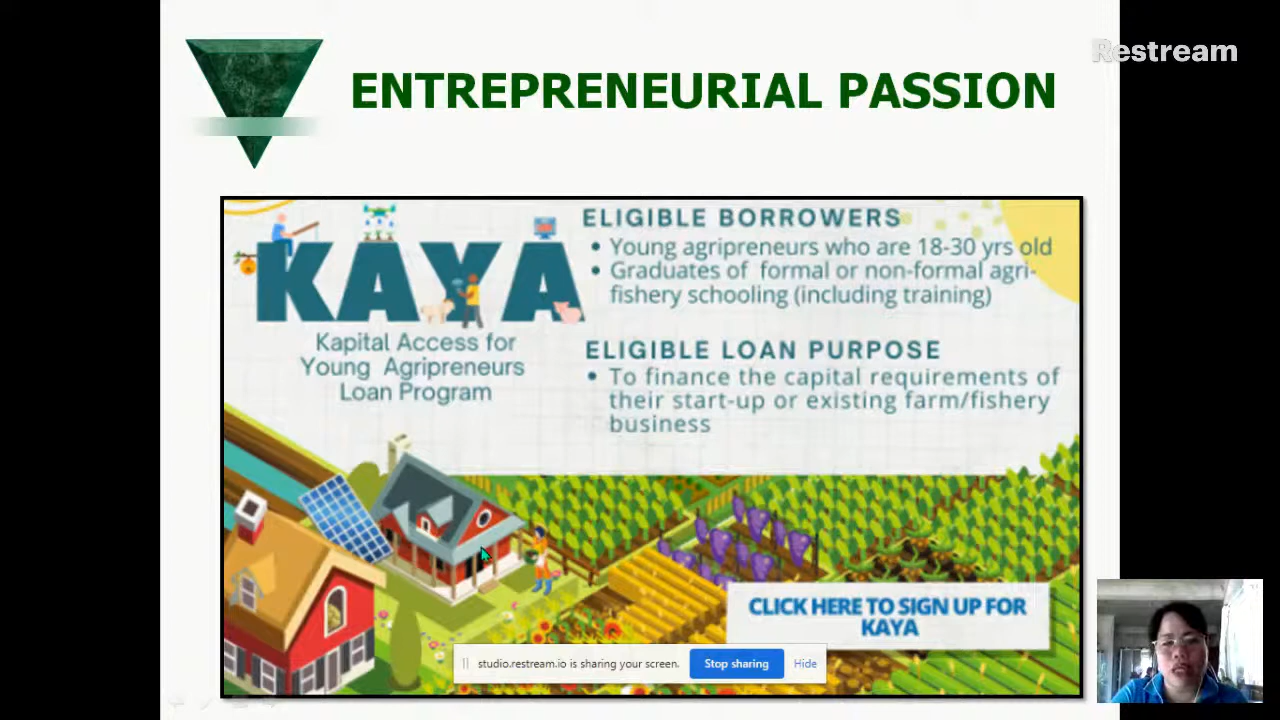 Restream
ENTREPRENEURIAL PASSION
KAYA
Kapital Access for
Young Agripreneurs
Loan Program
ELIGIBLE BORROWERS
• Young agripreneurs who are 18-30 yrs old
• Graduates of formal or non-formal agri-
fishery schooling (including training)
ELIGIBLE LOAN PURPOSE
• To finance the capital requirements of
their start-up or existing farm/fishery
business
CLICK HERE TO SIGN UP FOR
KAYA
studio.restream.io is sharing your screen. Stop sharing Hide